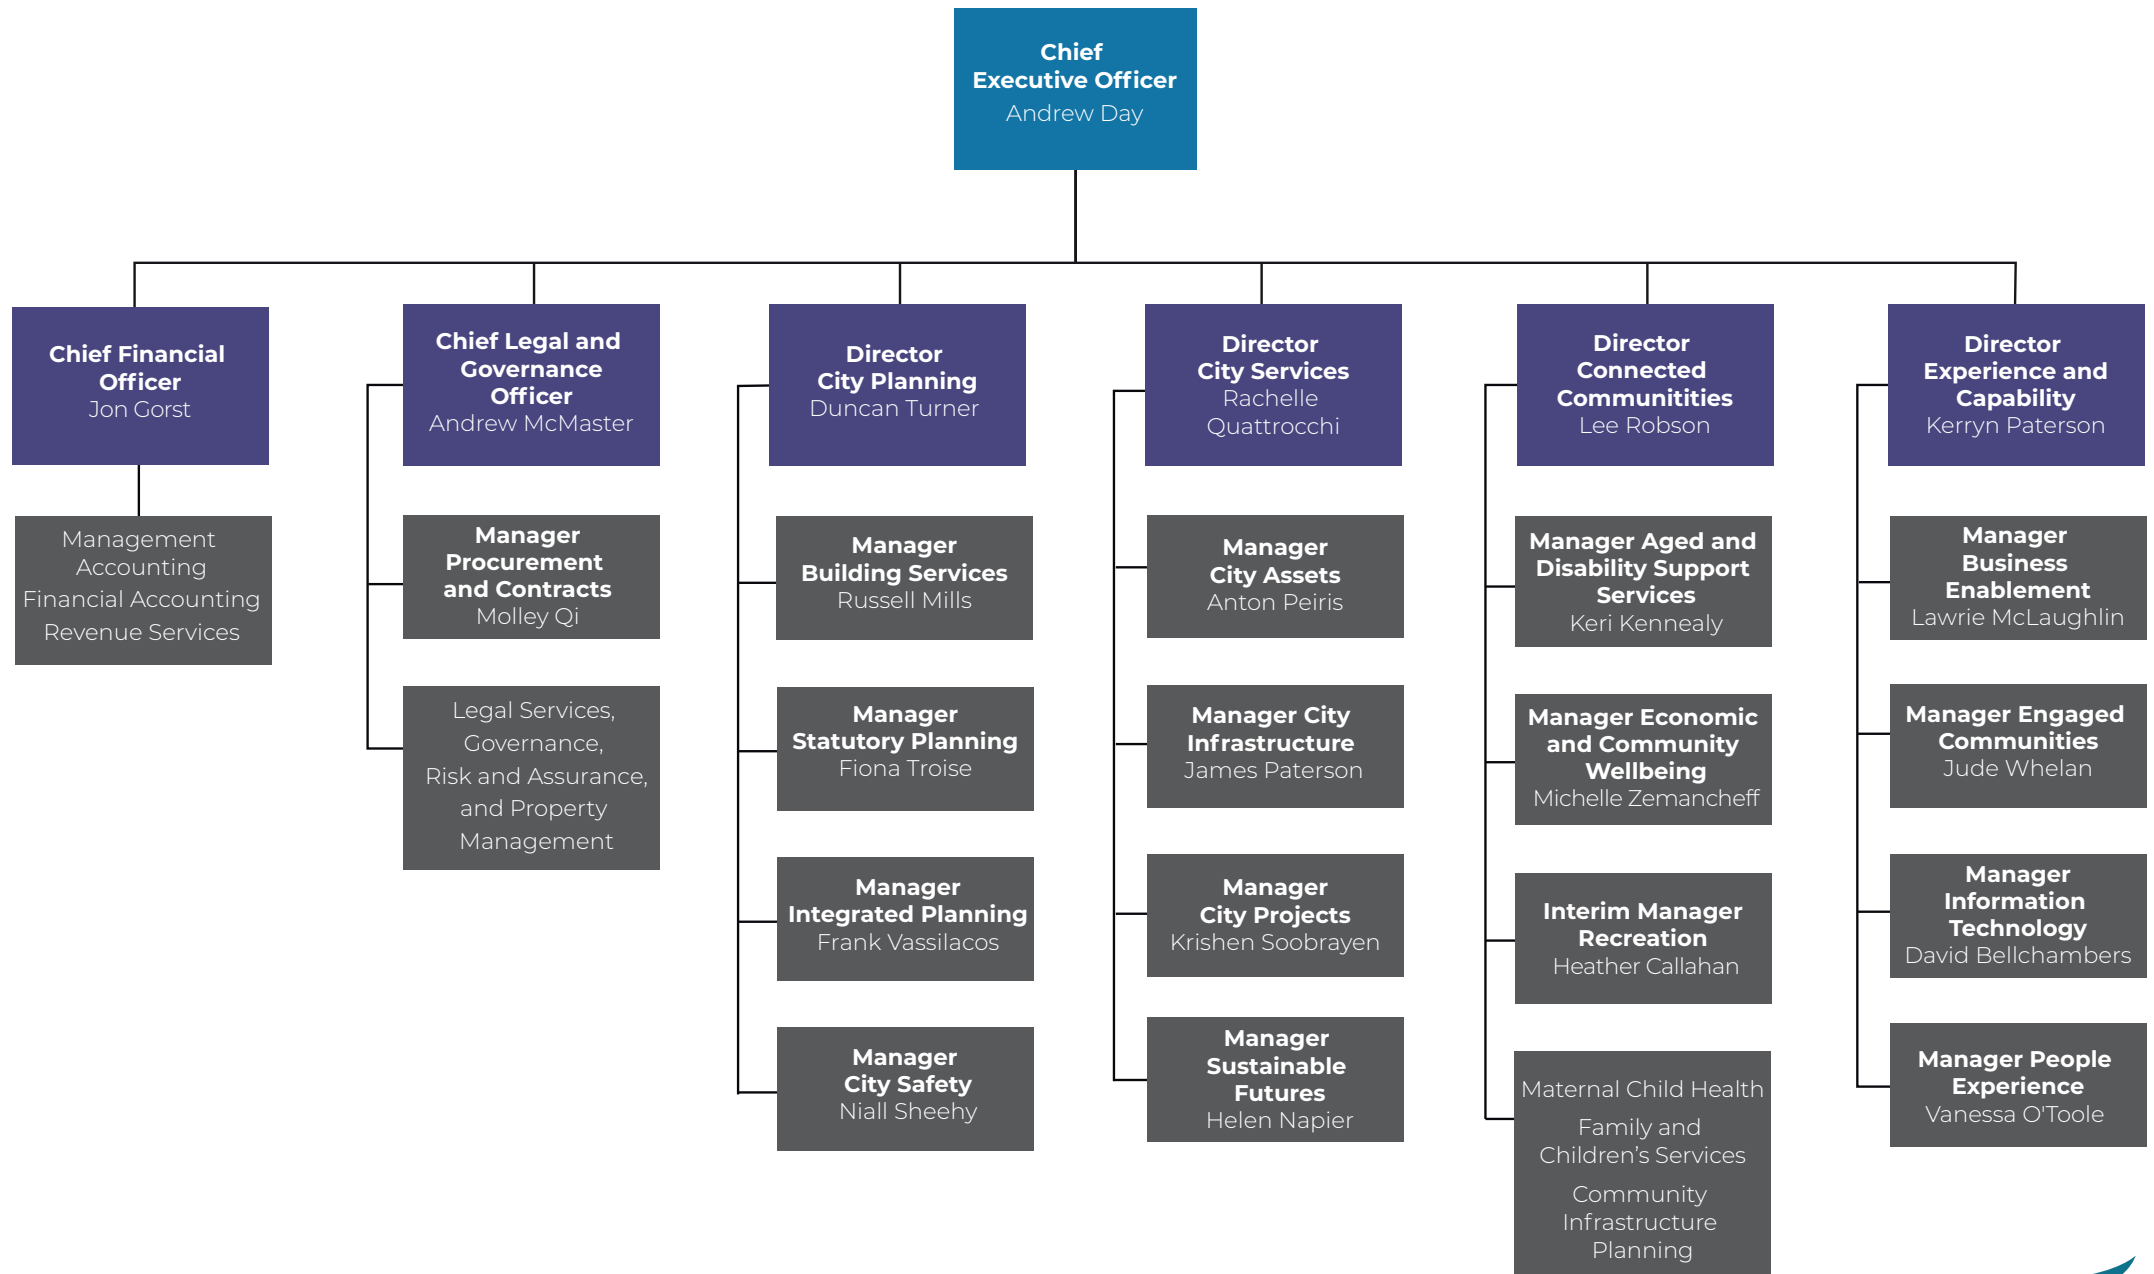 Chief
Executive Officer
Andrew Day
Chief Financial
Officer
Jon Gorst
Management
Accounting
Financial Accounting
Revenue Services
Chief Legal and
Governance
Officer
Andrew McMaster
Manager
Procurement
and Contracts
Molley Qi
Legal Services,
Governance,
Risk and Assurance,
and Property
Management
Director
City Planning
Duncan Turner
Manager
Building Services
Russell Mills
Manager
Statutory Planning
Fiona Troise
Manager
Integrated Planning
Frank Vassilacos
Manager
City Safety
Niall Sheehy
Director
City Services
Rachelle
Quattrocchi
Manager
City Assets
Anton Peiris
Manager City
Infrastructure
James Paterson
Manager
City Projects
Krishen Soobrayen
Manager
Sustainable
Futures
Helen Napier
Director
Connected
Communitities
Lee Robson
Manager Aged and
Disability Support
Services
Keri Kennealy
Manager Economic
and Community
Wellbeing
Michelle Zemancheff
Interim Manager
Recreation
Heather Callahan
Maternal Child Health
Family and
Children’s Services
Community
Infrastructure
Planning
Director
Experience and
Capability
Kerryn Paterson
Manager
Business
Enablement
Lawrie McLaughlin
Manager Engaged
Communities
Jude Whelan
Manager
Information
Technology
David Bellchambers
Manager People
Experience
Vanessa O'Toole